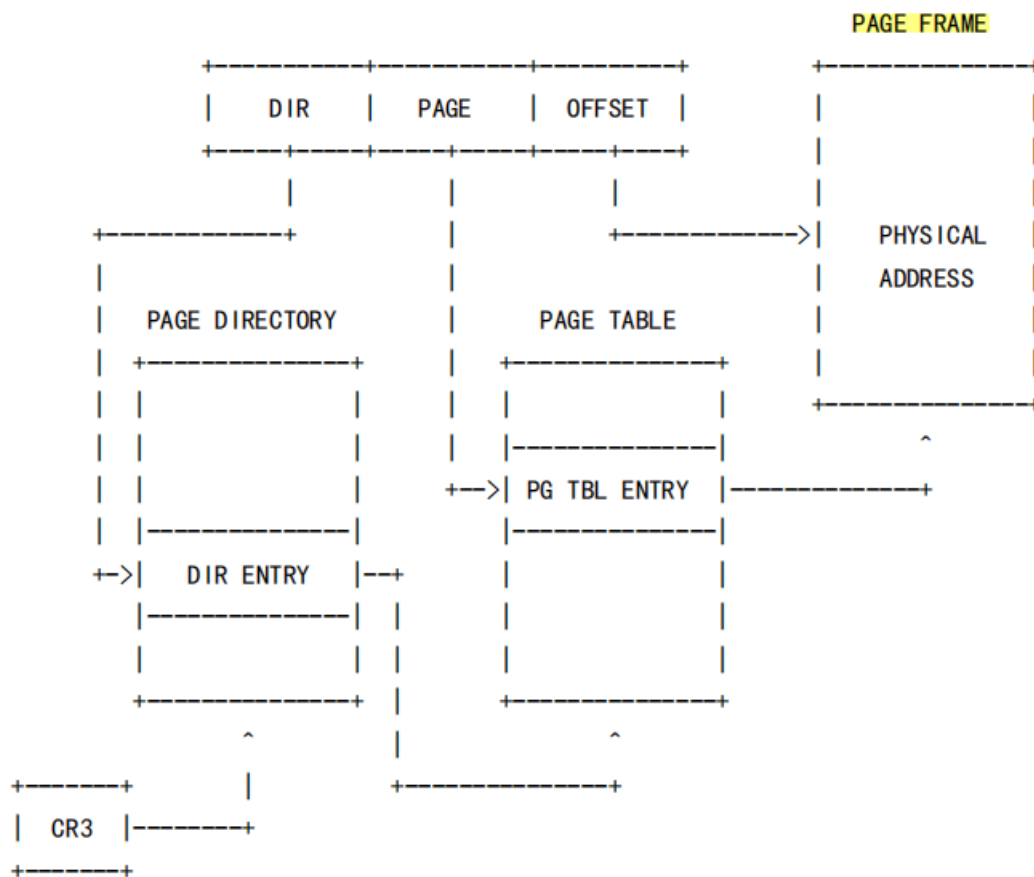 PAGE FRAME
DIR PAGE OFFSET
PHYSICAL
ADDRESS
PAGE DIRECTORY PAGE TABLE
PG TBL ENTRY
DIR ENTRY
CR3